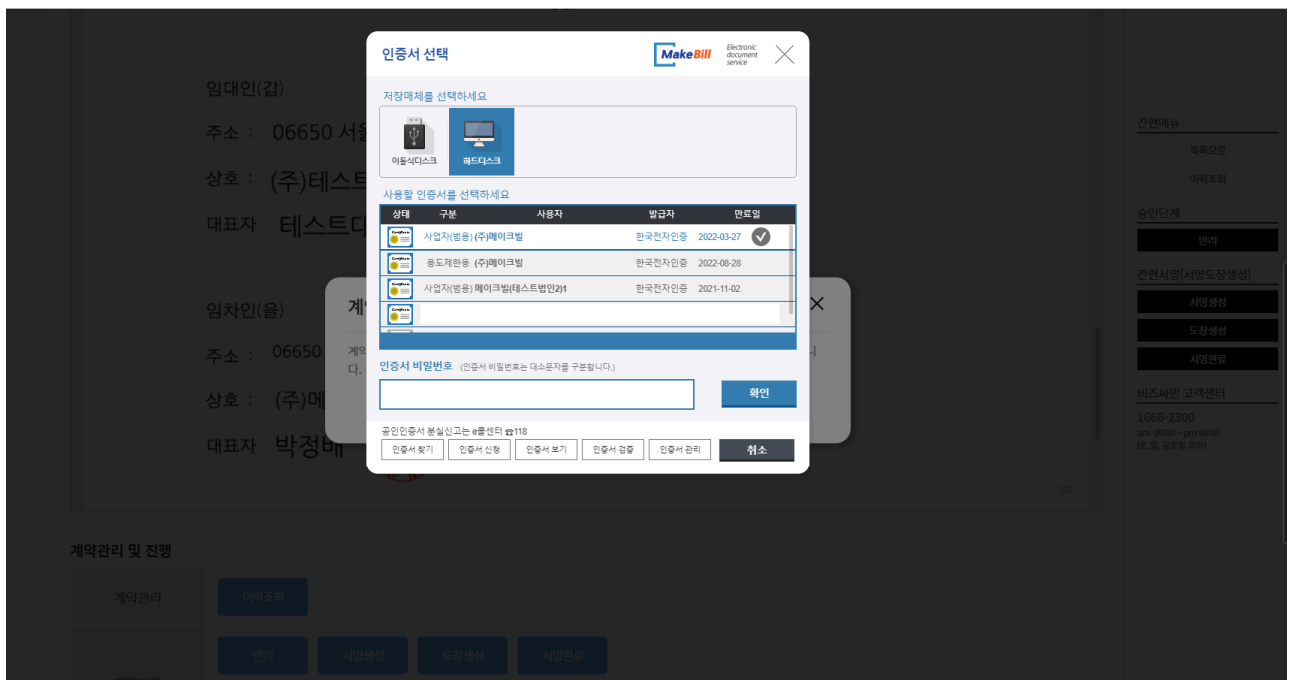 인증서 선택
MakeBill
Electronic
document
service
저장매체를 선택하세요
이동식디스크
하드디스크
사용할 인증서를 선택하세요
상태 구분 사용자 발급자 만료일
사업자(범용) (주)메이크빌 한국전자인증 2022-03-27
용도제한용 (주)메이크빌 한국전자인증 2022-08-28
사업자(범용) 메이크빌(테스트법인2)1 한국전자인증 2021-11-02
인증서 비밀번호 (인증서 비밀번호는 대소문자를 구분합니다.)
확인
공인인증서 분실신고는 e콜센터 ☎118
인증서 찾기 인증서 신청 인증서 보기 인증서 검증 인증서 관리 취소
임대인(갑)
주소 : 06650 서울
상호 : (주)테스트
대표자 테스트대
임차인(을)
주소 : 06650
상호 : (주)메
대표자 박정배
계약
다.
1/2
간편메뉴
목록으로
이력조회
승인단계
반려
간편서명(서명도장생성)
서명생성
도장생성
서명완료
비즈싸인 고객센터
1666-2300
am. 09:00 - pm 06:00
(토,일, 공휴일 휴무)
계약관리 및 진행
계약관리 이력조회
반려 서명생성 도장생성 서명완료